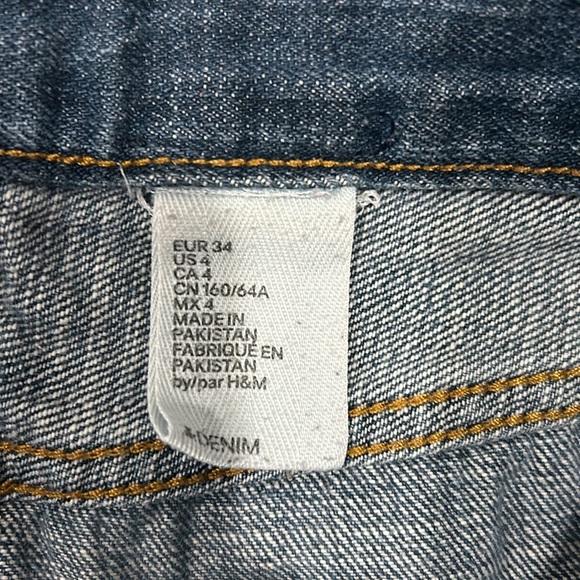 EUR 34
US 4
CA 4
CN 160/64A
MX 4
MADE IN
PAKISTAN
FABRIQUE EN
PAKISTAN
by/par H&M
&DENIM